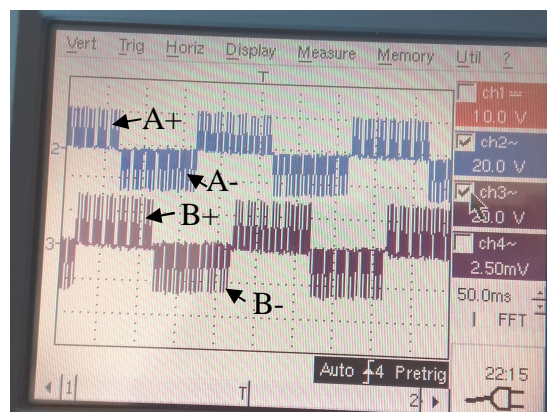 Vert Trig Horiz Display Measure Memory Util ?
T
ch1
10.0 V
A+
2-
ch2~
20.0 V
A-
ch3~
B+
3-
ch4~
2.50mV
B-
50.0ms
FFT
Auto 4 Pretrig
22:15
1
T
2